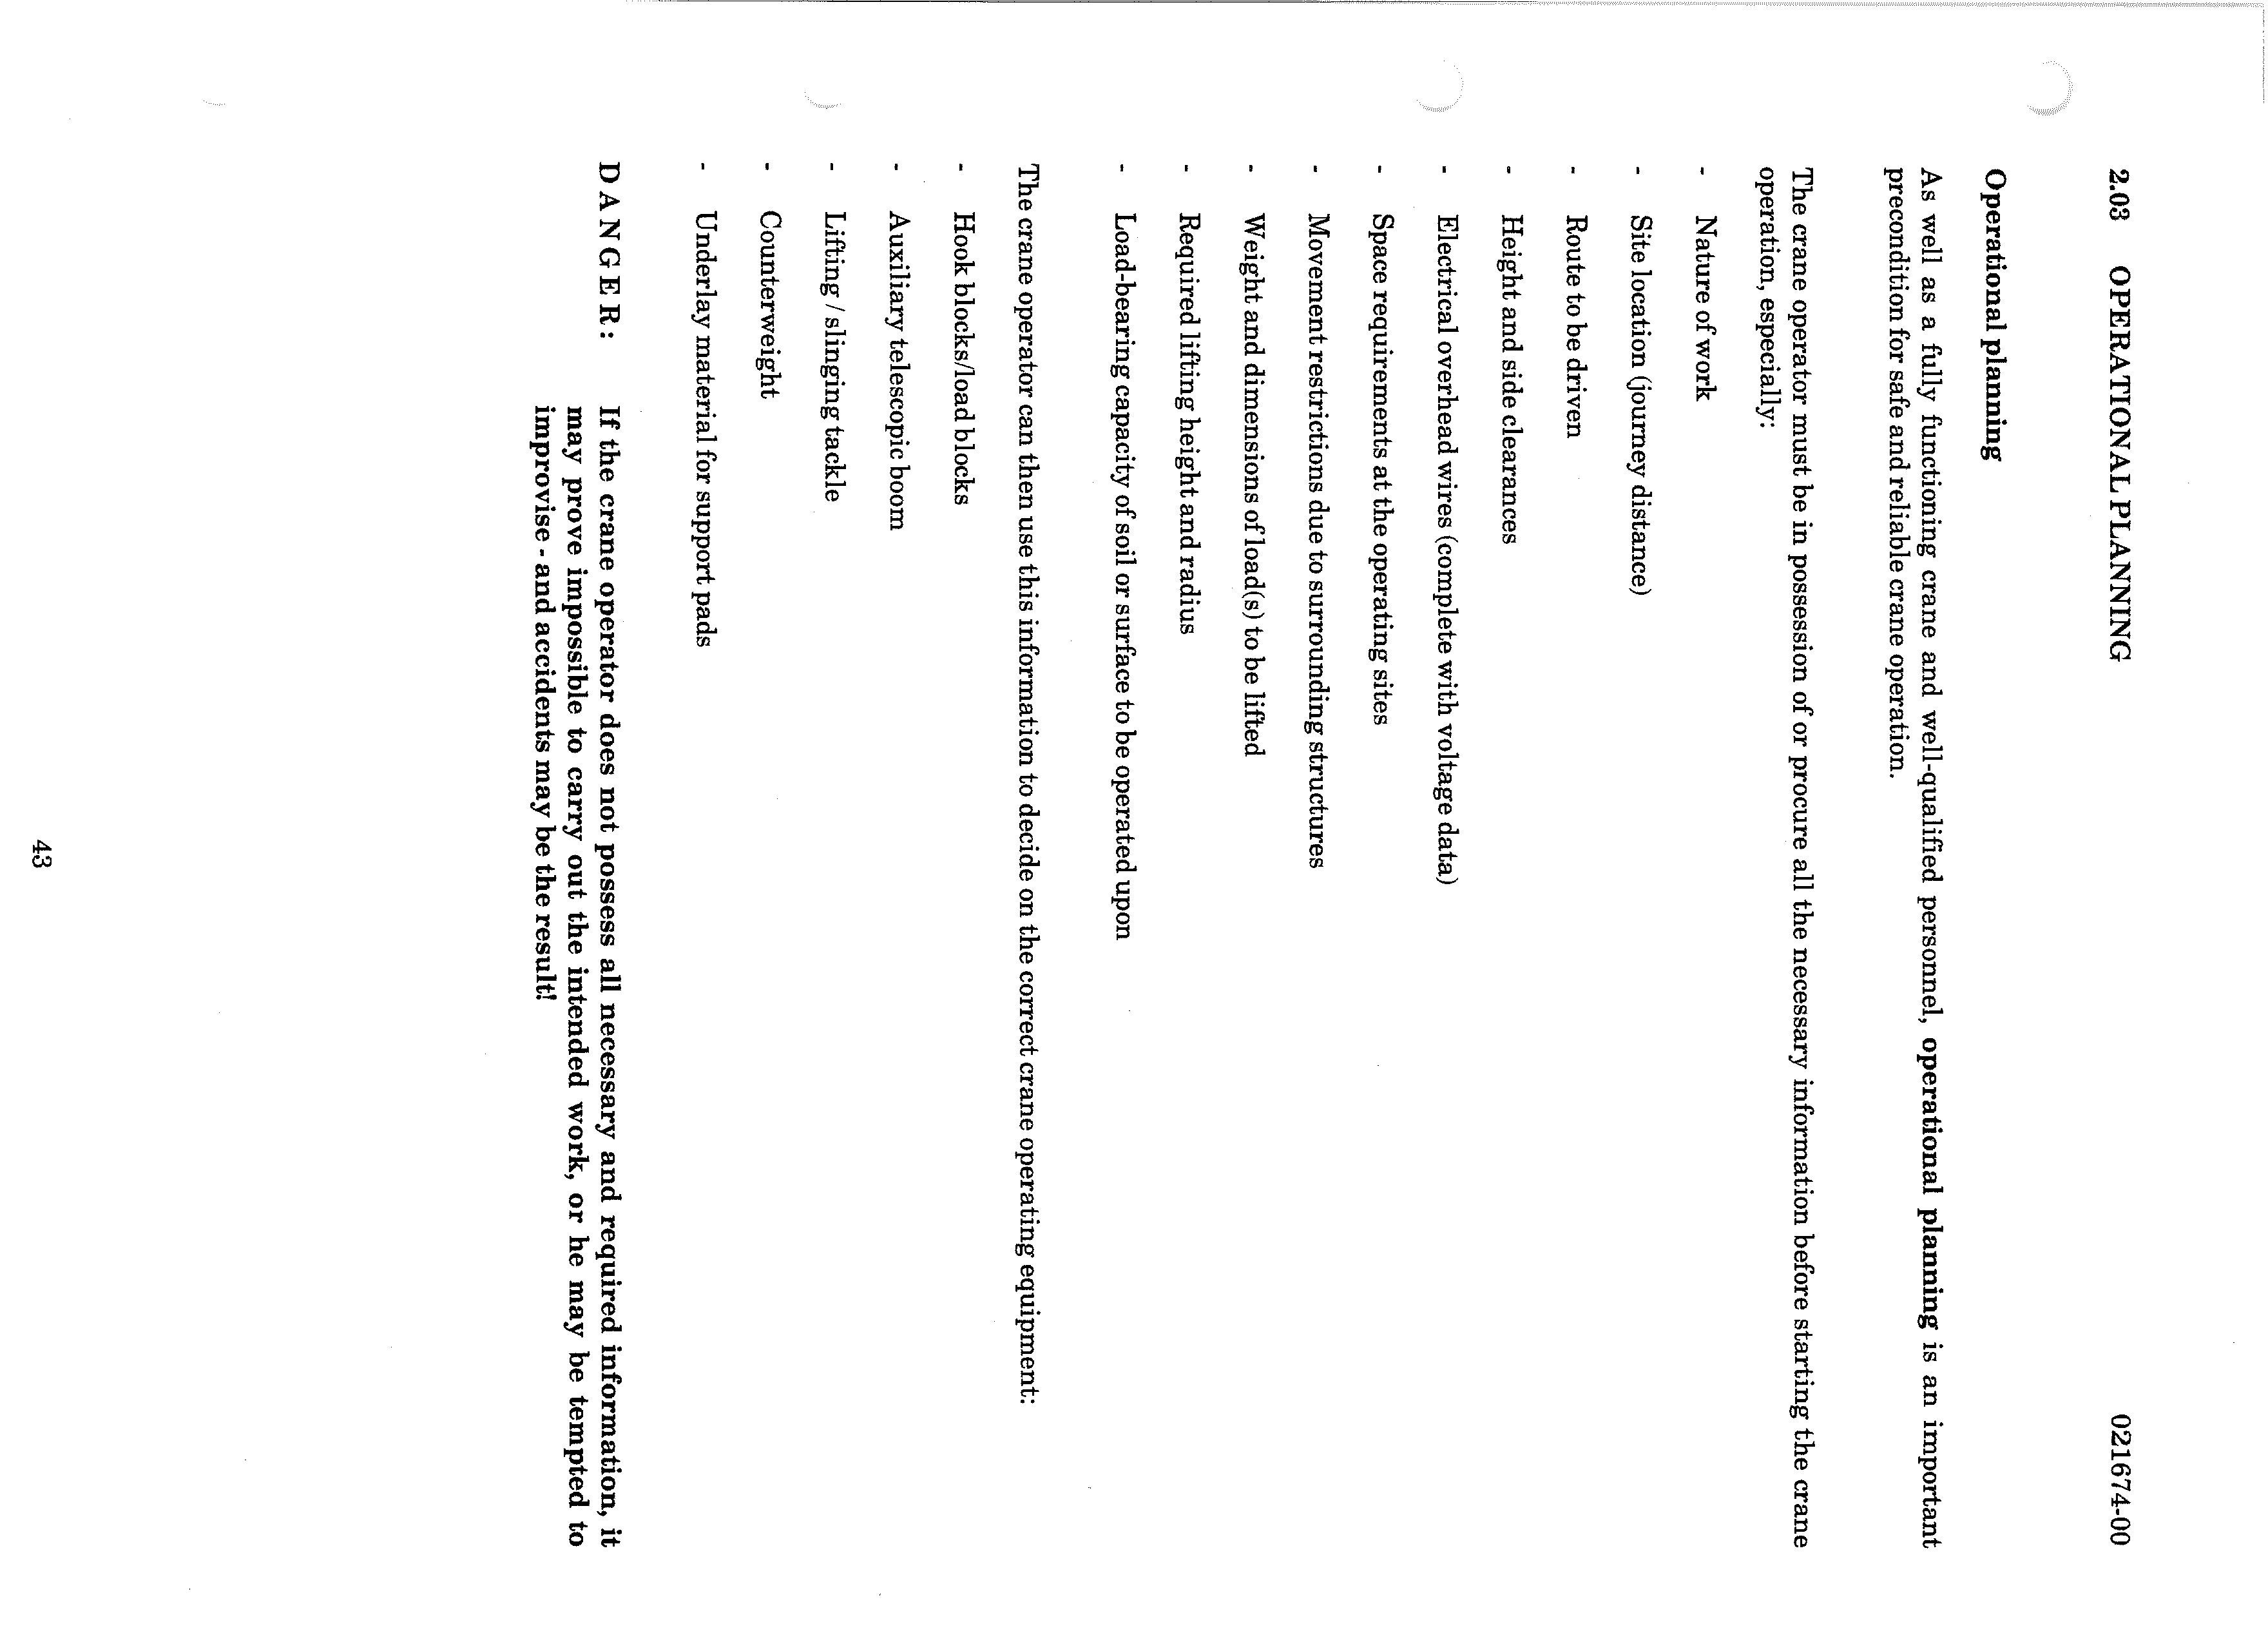 2.03 OPERATIONAL PLANNING 021674-00
Operational planning
As well as a fully functioning crane and well-qualified personnel, operational planning is an important
precondition for safe and reliable crane operation.
The crane operator must be in possession of or procure all the necessary information before starting the crane
operation, especially:
- Nature of work
- Site location (journey distance)
- Route to be driven
- Height and side clearances
- Electrical overhead wires (complete with voltage data)
- Space requirements at the operating sites
- Movement restrictions due to surrounding structures
- Weight and dimensions of load(s) to be lifted
- Required lifting height and radius
- Load-bearing capacity of soil or surface to be operated upon
The crane operator can then use this information to decide on the correct crane operating equipment:
- Hook blocks/load blocks
- Auxiliary telescopic boom
- Lifting / slinging tackle
- Counterweight
- Underlay material for support pads
DANGER: If the crane operator does not possess all necessary and required information, it
may prove impossible to carry out the intended work, or he may be tempted to
improvise - and accidents may be the result!
43